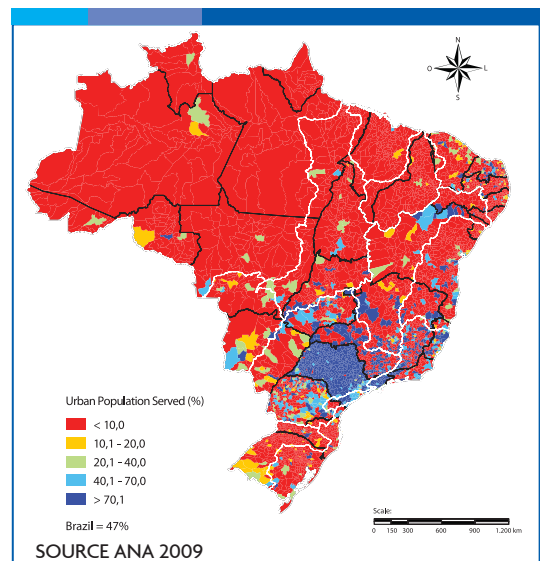 N
O
L
S
Urban Population Served (%)
< 10,0
10,1 - 20,0
20,1 - 40,0
40,1 - 70,0
> 70,1
Brazil = 47%
Scale:
0 150 300 600 900 1,200 km
SOURCE ANA 2009